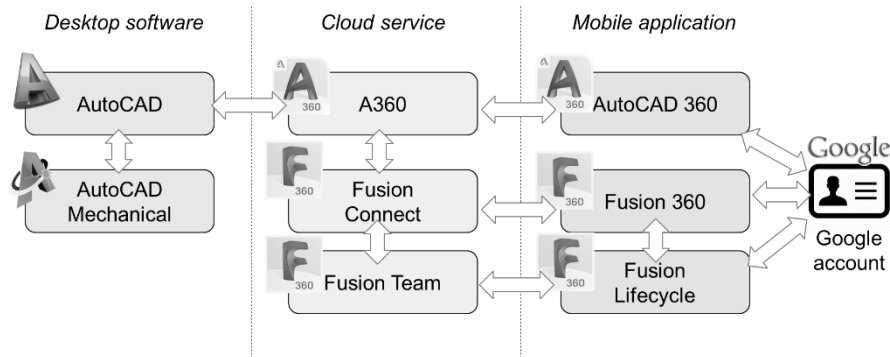 Desktop software
Cloud service
Mobile application
AutoCAD
A
360
A360
A
360
AutoCAD 360
Google
AutoCAD
Mechanical
F
360
Fusion
Connect
F
360
Fusion 360
Google
account
F
360
Fusion Team
F
360
Fusion
Lifecycle